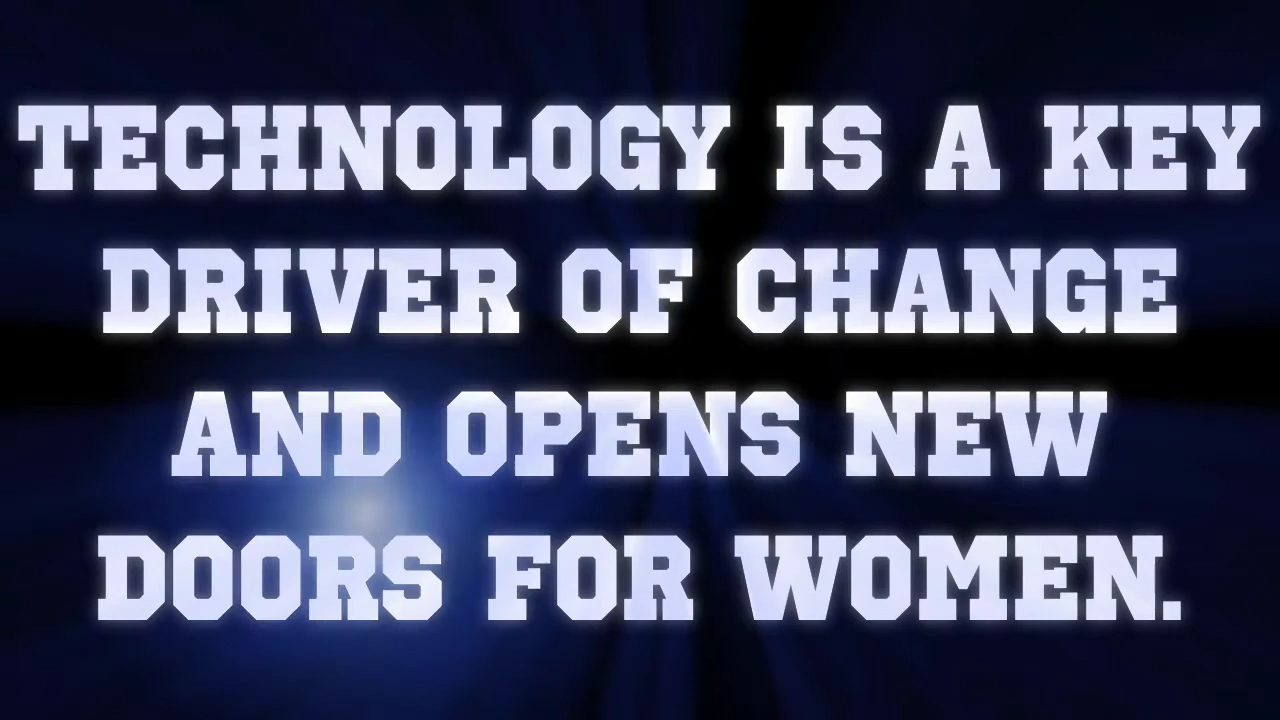 TECHNOLOGY IS A KEY
DRIVER OF CHANGE
AND OPENS NEW
DOORS FOR WOMEN.